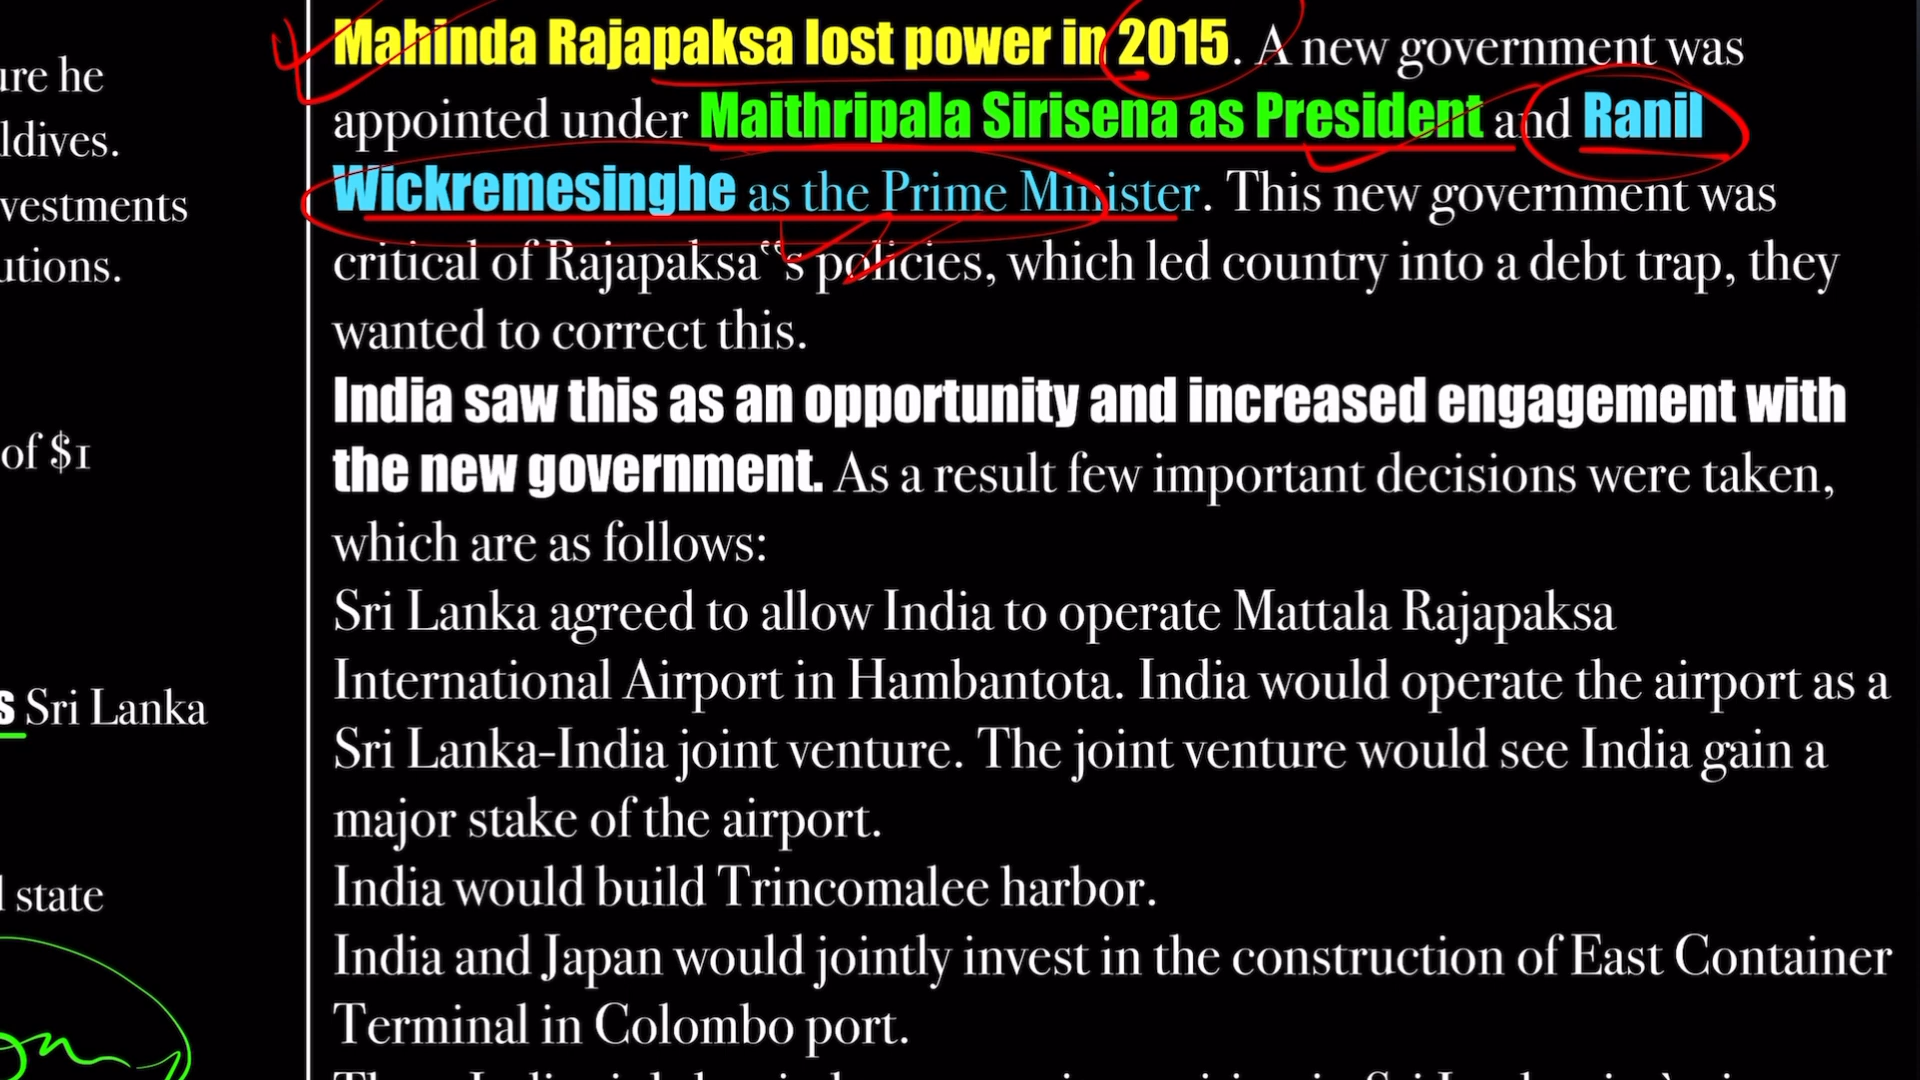 ure he
ldives.
vestments
utions.
of $1
s Sri Lanka
state
Mahinda Rajapaksa lost power in 2015. A new government was
appointed under Maithripala Sirisena as President and Ranil
Wickremesinghe as the Prime Minister. This new government was
critical of Rajapaksa‟s policies, which led country into a debt trap, they
wanted to correct this.
India saw this as an opportunity and increased engagement with
the new government. As a result few important decisions were taken,
which are as follows:
Sri Lanka agreed to allow India to operate Mattala Rajapaksa
International Airport in Hambantota. India would operate the airport as a
Sri Lanka-India joint venture. The joint venture would see India gain a
major stake of the airport.
India would build Trincomalee harbor.
India and Japan would jointly invest in the construction of East Container
Terminal in Colombo port.